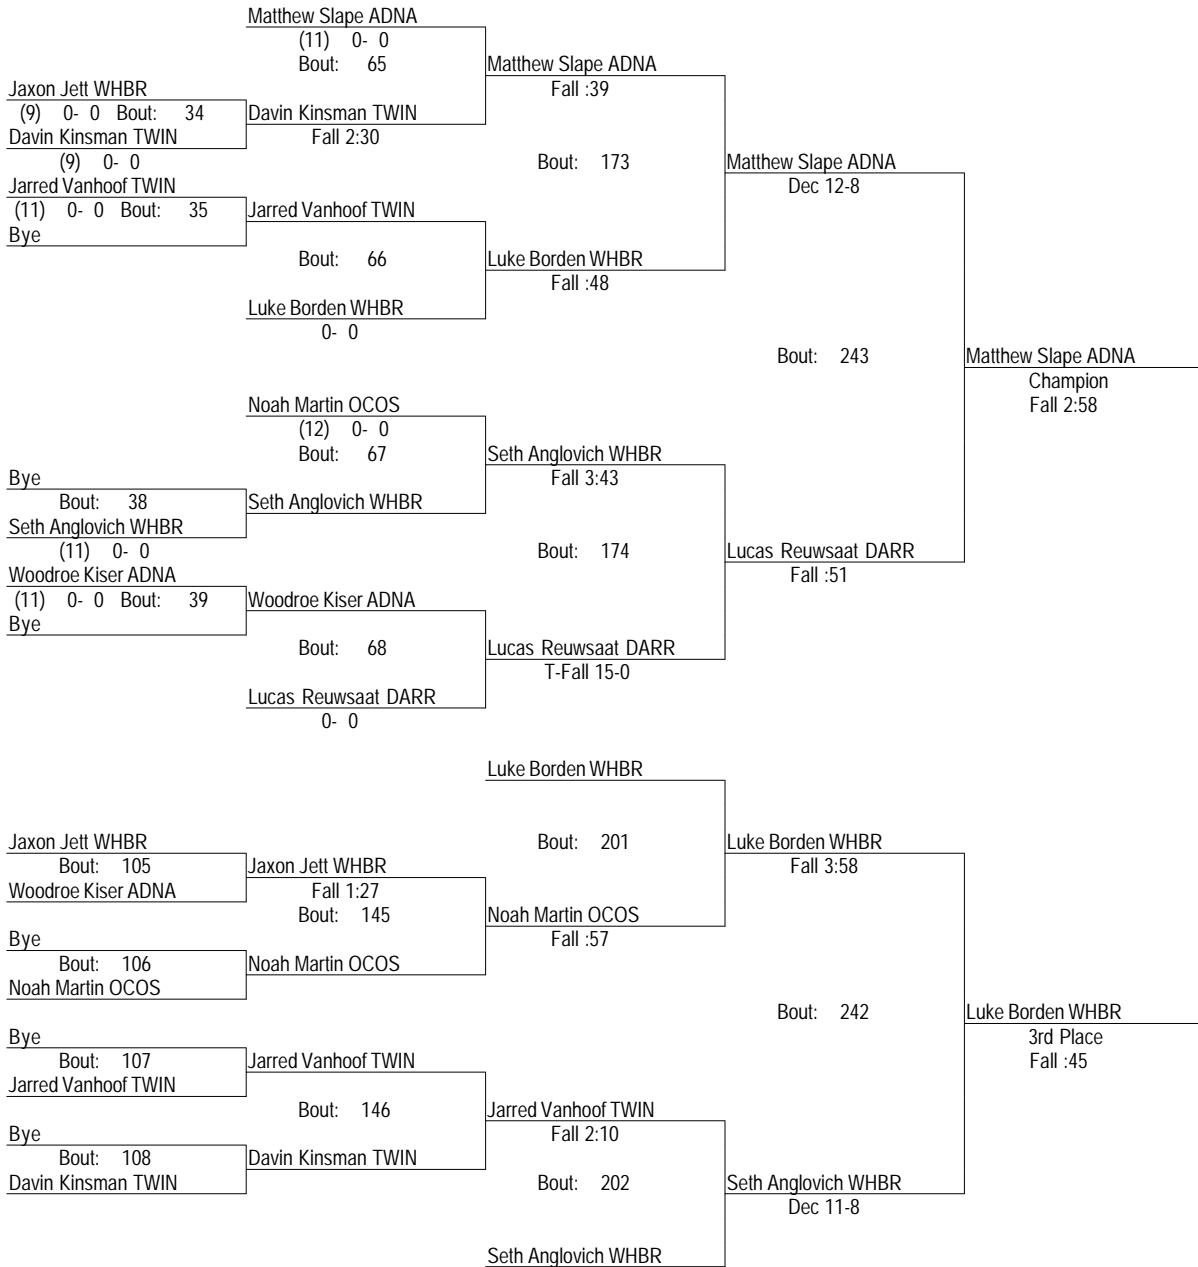 Matthew Slape ADNA
(11) 0- 0
Bout: 65
Matthew Slape ADNA
Fall :39
Jaxon Jett WHBR
(9) 0- 0 Bout: 34
Davin Kinsman TWIN
Davin Kinsman TWIN
Fall 2:30
(9) 0- 0
Bout: 173
Matthew Slape ADNA
Dec 12-8
Jarred Vanhoof TWIN
(11) 0- 0 Bout: 35
Jarred Vanhoof TWIN
Bye
Bout: 66
Luke Borden WHBR
Fall :48
Luke Borden WHBR
0- 0
Bout: 243
Matthew Slape ADNA
Champion
Fall 2:58
Noah Martin OCOS
(12) 0- 0
Bout: 67
Seth Anglovich WHBR
Fall 3:43
Bye
Bout: 38
Seth Anglovich WHBR
Seth Anglovich WHBR
(11) 0- 0
Bout: 174
Lucas Reuwsaat DARR
Fall :51
Woodroe Kiser ADNA
(11) 0- 0 Bout: 39
Woodroe Kiser ADNA
Bye
Bout: 68
Lucas Reuwsaat DARR
T-Fall 15-0
Lucas Reuwsaat DARR
0- 0
Luke Borden WHBR
Bout: 201
Luke Borden WHBR
Fall 3:58
Jaxon Jett WHBR
Bout: 105
Jaxon Jett WHBR
Woodroe Kiser ADNA
Fall 1:27
Bout: 145
Noah Martin OCOS
Fall :57
Bye
Bout: 106
Noah Martin OCOS
Noah Martin OCOS
Bout: 242
Luke Borden WHBR
3rd Place
Fall :45
Bye
Bout: 107
Jarred Vanhoof TWIN
Jarred Vanhoof TWIN
Bout: 146
Jarred Vanhoof TWIN
Fall 2:10
Bye
Bout: 108
Davin Kinsman TWIN
Davin Kinsman TWIN
Bout: 202
Seth Anglovich WHBR
Dec 11-8
Seth Anglovich WHBR